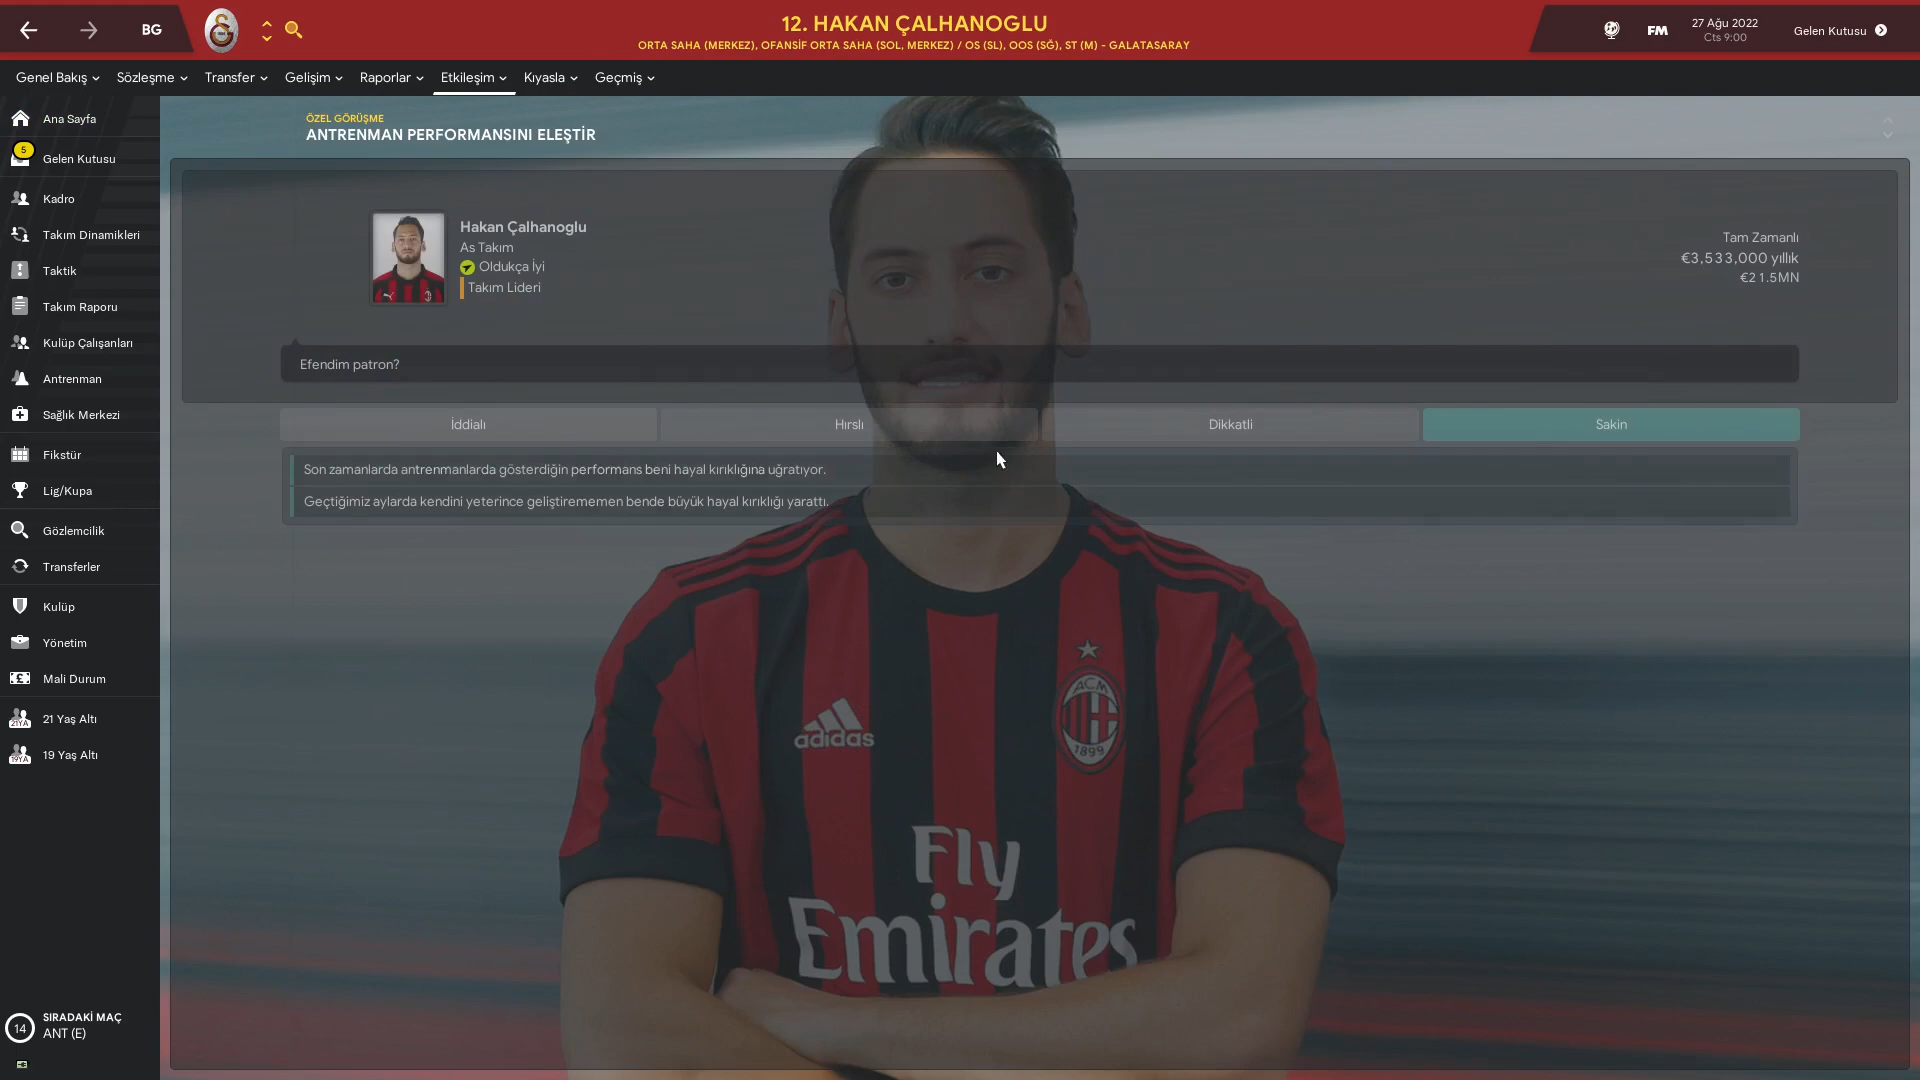 BG
12. HAKAN ÇALHANOGLU
ORTA SAHA (MERKEZ), OFANSİF ORTA SAHA (SOL, MERKEZ) / OS (SL), OOS (SĞ), ST (M) - GALATASARAY
FM
27 Ağu 2022
Cts 9:00
Gelen Kutusu
Genel Bakış
Sözleşme
Transfer
Gelişim
Raporlar
Etkileşim
Kıyasla
Geçmiş
Ana Sayfa
5
Gelen Kutusu
Kadro
Takım Dinamikleri
Taktik
Takım Raporu
Kulüp Çalışanları
Antrenman
Sağlık Merkezi
Fikstür
Lig/Kupa
Gözlemcilik
Transferler
Kulüp
Yönetim
Mali Durum
21YA
21 Yaş Altı
19YA
19 Yaş Altı
14
SIRADAKİ MAÇ
ANT (E)
ÖZEL GÖRÜŞME
ANTRENMAN PERFORMANSINI ELEŞTİR
Hakan Çalhanoglu
As Takım
Oldukça İyi
Takım Lideri
Tam Zamanlı
€3,533,000 yıllık
€21.5MN
Efendim patron?
İddialı
Hırslı
Dikkatli
Sakin
Son zamanlarda antrenmanlarda gösterdiğin performans beni hayal kırıklığına uğratıyor.
Geçtiğimiz aylarda kendini yeterince geliştirememen bende büyük hayal kırıklığı yarattı.
adidas
ACM
1899
Fly
Emirates